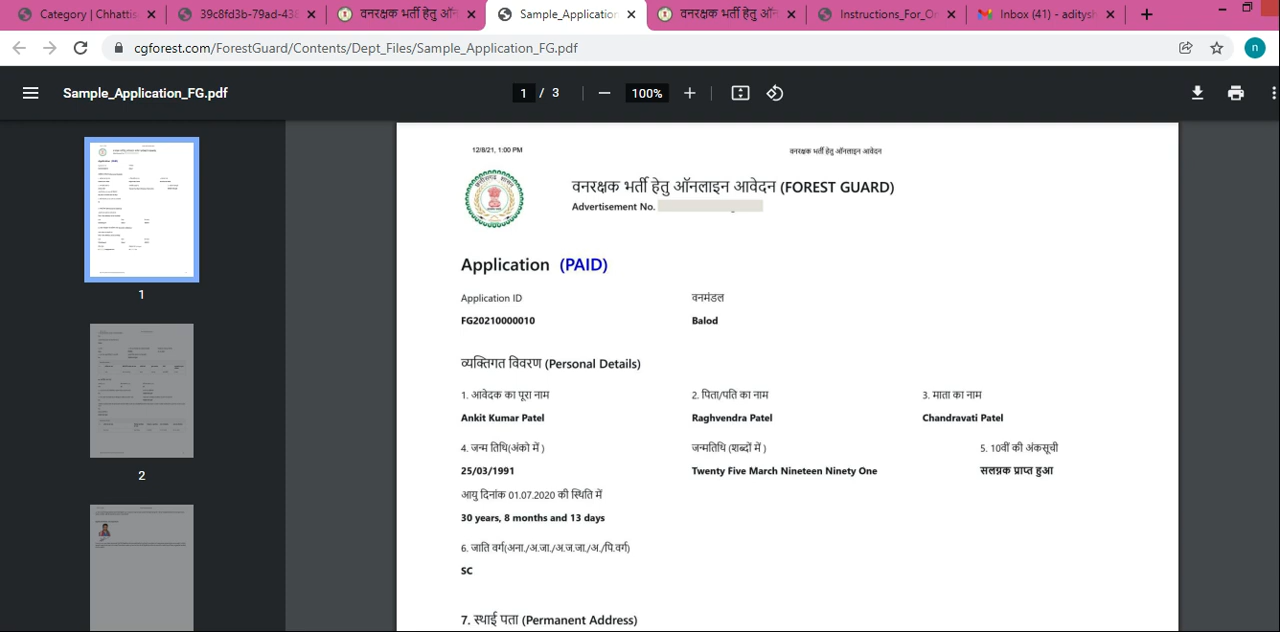 Category | Chhattis
39c8fd3b-79ad-438
वनरक्षक भर्ती हेतु ऑन
Sample_Application
वनरक्षक भर्ती हेतु ऑन
Instructions_For_On
Inbox (41) - aditysh
cgforest.com/ForestGuard/Contents/Dept_Files/Sample_Application_FG.pdf
n
Sample_Application_FG.pdf
1 / 3
100%
12/8/21, 1:00 PM
वनरक्षक भर्ती हेतु ऑनलाइन आवेदन
वनरक्षक भर्ती हेतु ऑनलाइन आवेदन (FOREST GUARD)
Advertisement No.
Application (PAID)
Application ID
वनमंडल
FG20210000010
Balod
व्यक्तिगत विवरण (Personal Details)
1. आवेदक का पूरा नाम
2. पिता/पति का नाम
3. माता का नाम
Ankit Kumar Patel
Raghvendra Patel
Chandravati Patel
4. जन्म तिथि(अंको में )
जन्मतिथि (शब्दों में )
5. 10वीं की अंकसूची
25/03/1991
Twenty Five March Nineteen Ninety One
सलग्नक प्राप्त हुआ
आयु दिनांक 01.07.2020 की स्थिति में
30 years, 8 months and 13 days
6. जाति वर्ग(अना./अ.जा./अ.ज.जा./अ./पि.वर्ग)
SC
7. स्थाई पता (Permanent Address)
1
2